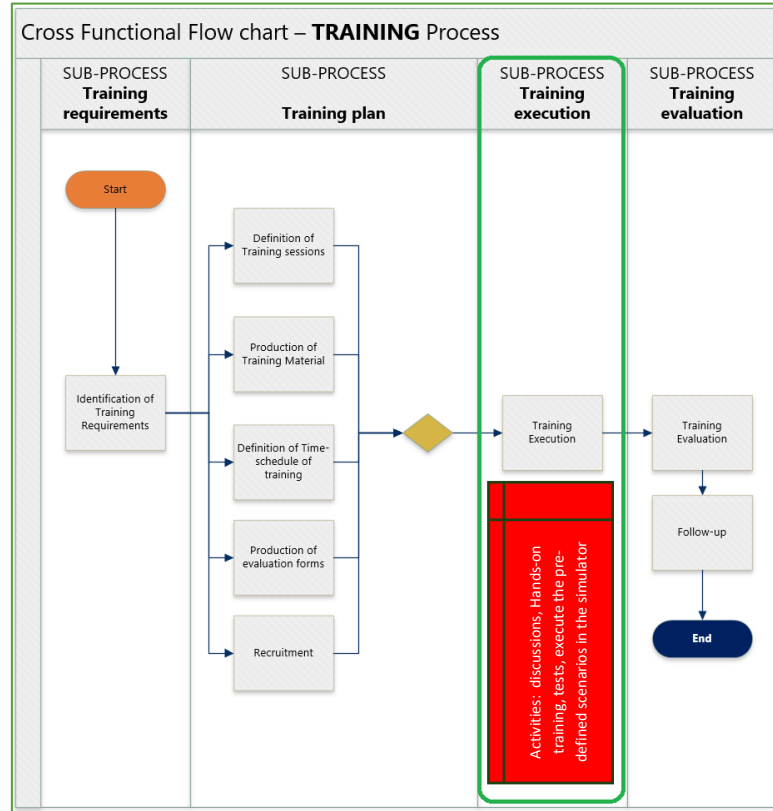 Cross Functional Flow chart – TRAINING Process
SUB-PROCESS
Training
requirements
SUB-PROCESS
Training plan
SUB-PROCESS
Training
execution
SUB-PROCESS
Training
evaluation
Start
Identification of
Training
Requirements
Definition of
Training sessions
Production of
Training Material
Definition of Time-
schedule of
training
Production of
evaluation forms
Recruitment
Training
Execution
Activities: discussions, Hands-on
training, tests, execute the pre-
defined scenarios in the simulator
Training
Evaluation
Follow-up
End